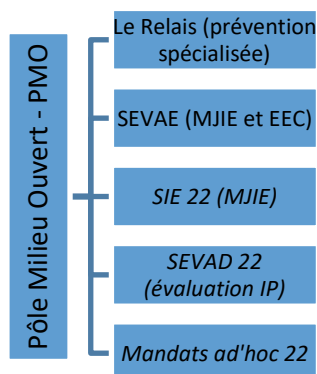 Pôle Milieu Ouvert - PMO
Le Relais (prévention
spécialisée)
SEVAE (MJIE et EEC)
SIE 22 (MJIE)
SEVAD 22
(évaluation IP)
Mandats ad'hoc 22